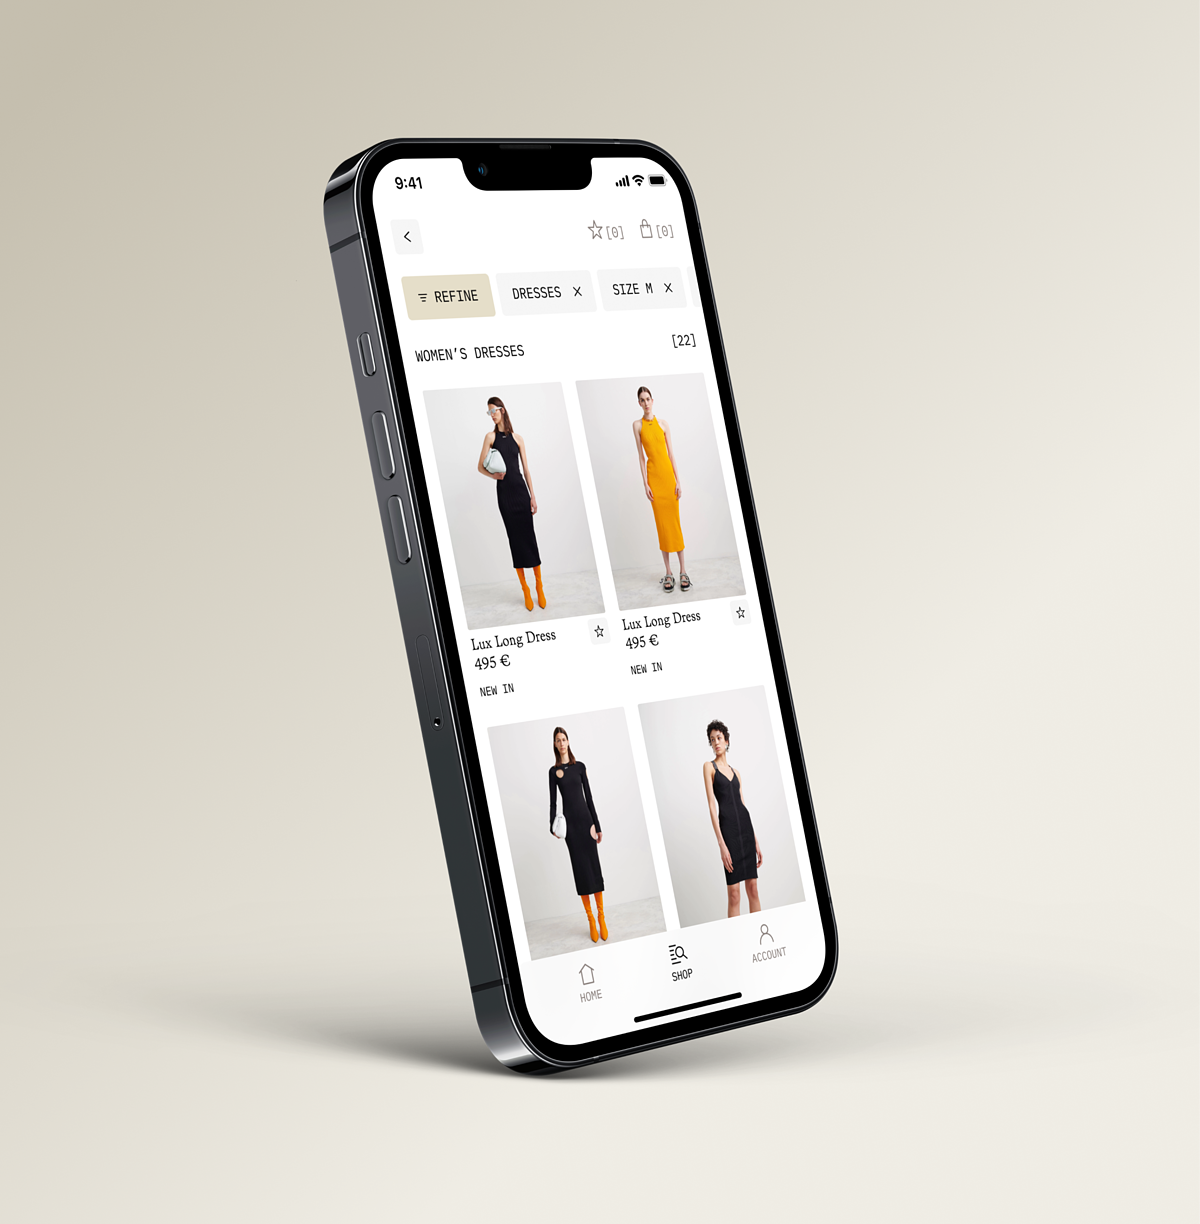 9:41
[0] [0]
REFINE DRESSES X SIZE M X
WOMEN'S DRESSES [22]
Lux Long Dress
495 €
NEW IN
Lux Long Dress
495 €
NEW IN
HOME
SHOP
ACCOUNT